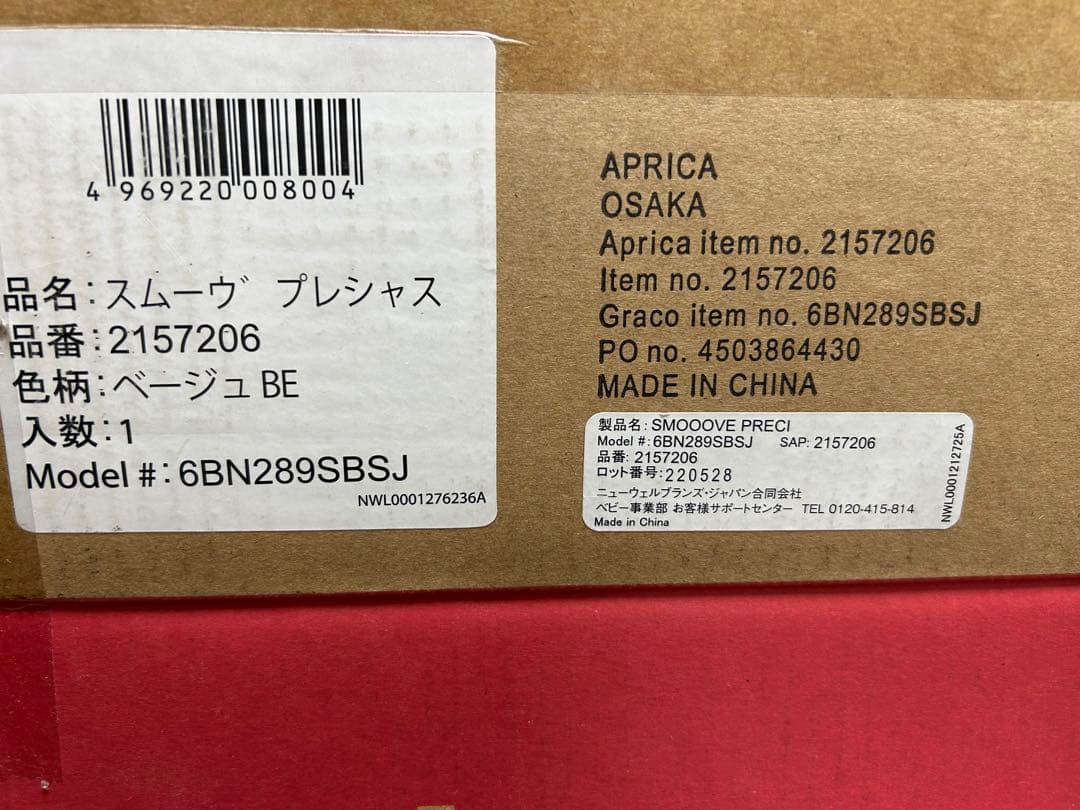 4 969220 008004
品名:スムーヴ プレシャス
品番:2157206
色柄:ベージュ BE
入数:1
Model #: 6BN289SBSJ
NWL0001276236A
APRICA
OSAKA
Aprica item no. 2157206
Item no. 2157206
Graco item no. 6BN289SBSJ
PO no. 4503864430
MADE IN CHINA
製品名: SMOOOVE PRECI
Model #: 6BN289SBSJ SAP: 2157206
品番: 2157206
ロット番号:220528
ニューウェルブランズ・ジャパン合同会社
ベビー事業部 お客様サポートセンター TEL 0120-415-814
Made in China
NWL0001212725A